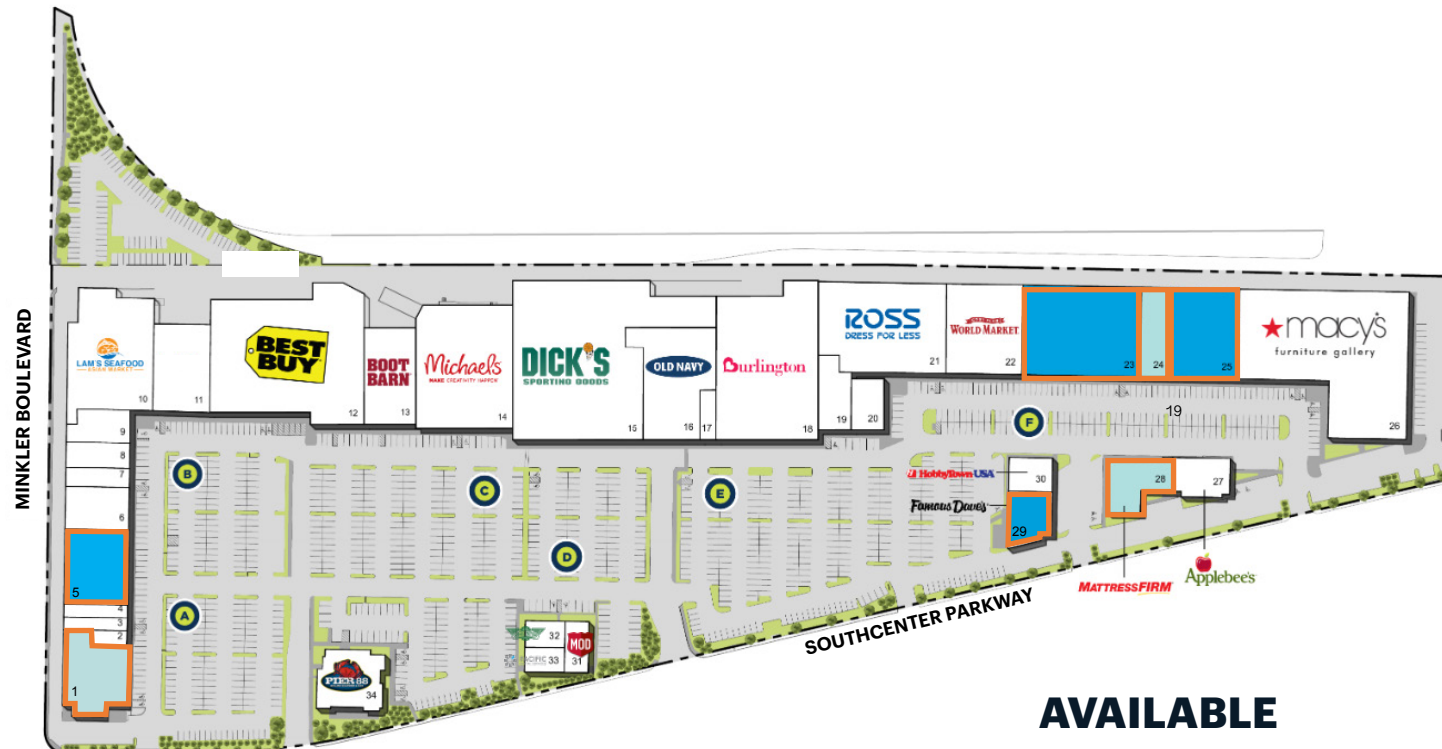 MINKLER BOULEVARD
LAM'S SEAFOOD
ASIAN MARKET
10
11
BEST
BUY
12
BOOT
BARN
13
Michaels
MAKE CREATIVITY HAPPEN
14
DICK'S
SPORTING GOODS
15
OLD NAVY
16
17
Burlington
18
19
20
ROSS
DRESS FOR LESS
21
WORLD MARKET
22
23
24
25
macy's
furniture gallery
26
19
9
8
7
6
5
4
3
2
1
A
B
C
D
E
F
HobbyTown USA
30
Famous Dave's
29
28
27
MATTRESSFIRM
Applebee's
SOUTHCENTER PARKWAY
PIER 88
34
32
MOD
PACIFIC
33
31
AVAILABLE